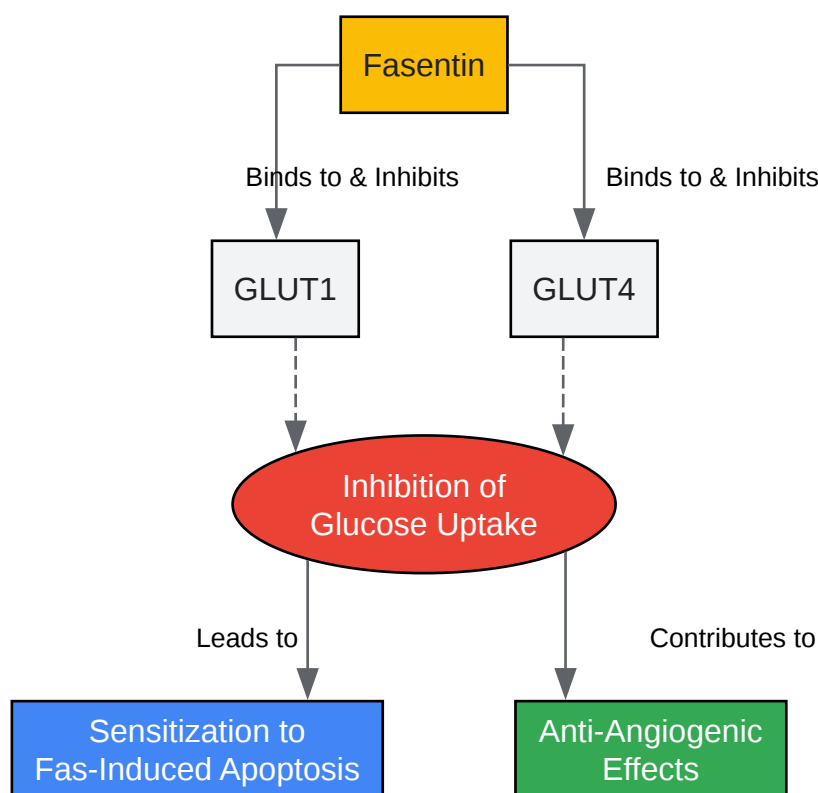 Fasentin
Binds to & Inhibits
Binds to & Inhibits
GLUT1
GLUT4
Inhibition of
Glucose Uptake
Leads to
Contributes to
Sensitization to
Fas-Induced Apoptosis
Anti-Angiogenic
Effects